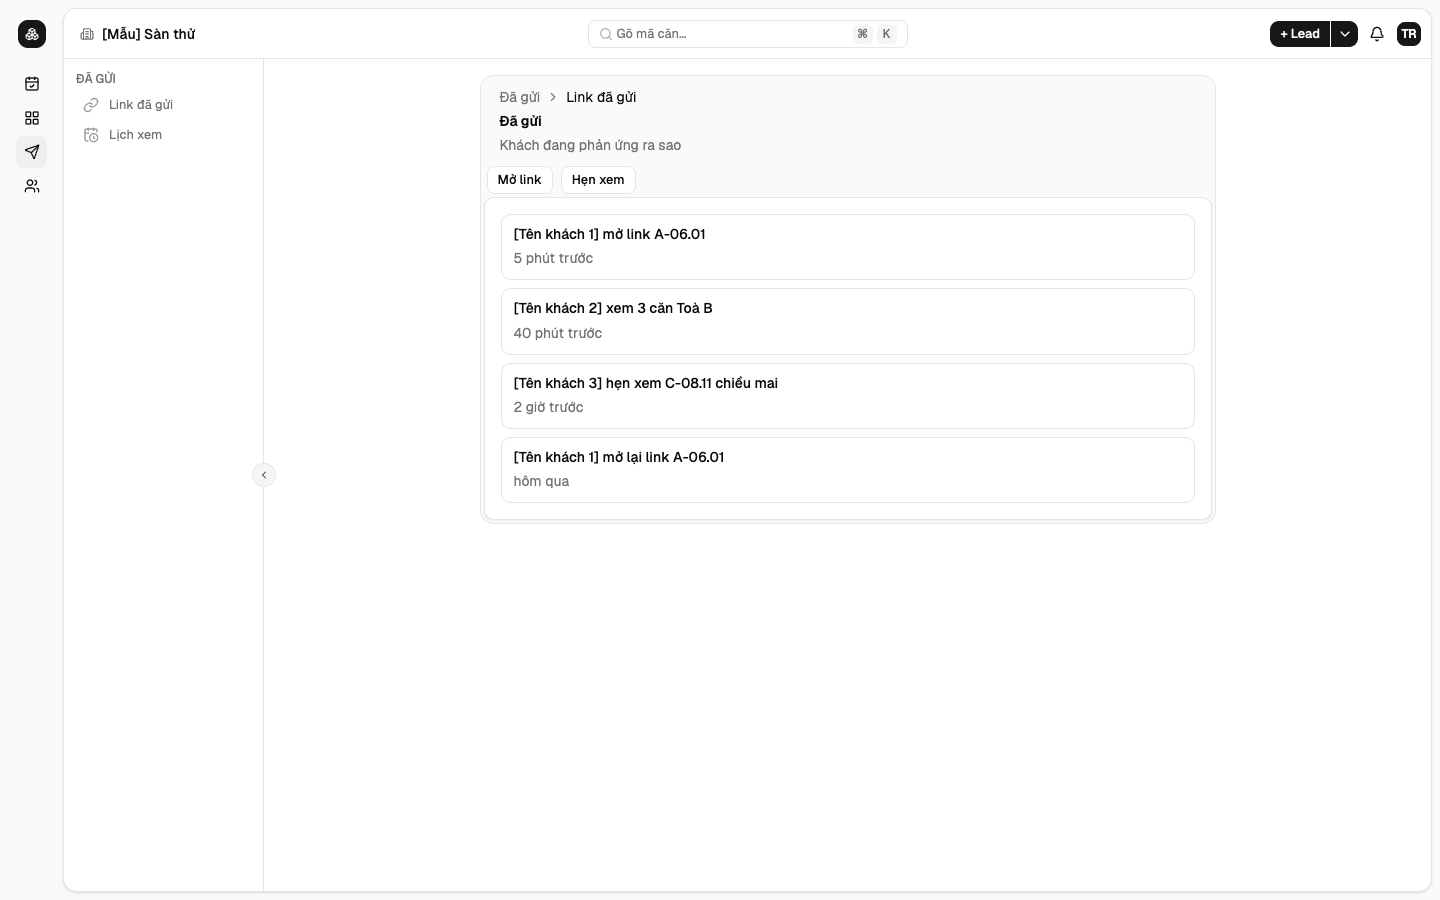 [Mẫu] Sàn thử
Gõ mã căn...
⌘ K
+ Lead
TR
ĐÃ GỬI
Link đã gửi
Lịch xem
Đã gửi > Link đã gửi
Đã gửi
Khách đang phản ứng ra sao
Mở link
Hẹn xem
[Tên khách 1] mở link A-06.01
5 phút trước
[Tên khách 2] xem 3 căn Toà B
40 phút trước
[Tên khách 3] hẹn xem C-08.11 chiều mai
2 giờ trước
[Tên khách 1] mở lại link A-06.01
hôm qua